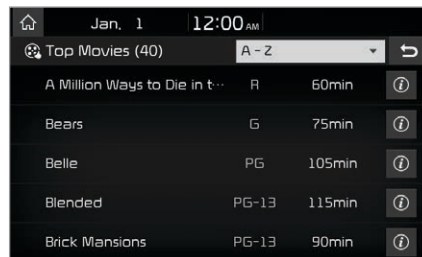 Jan. 1 12:00 AM
Top Movies (40) A - Z
A Million Ways to Die in t··· R 60min
Bears G 75min
Belle PG 105min
Blended PG-13 115min
Brick Mansions PG-13 90min